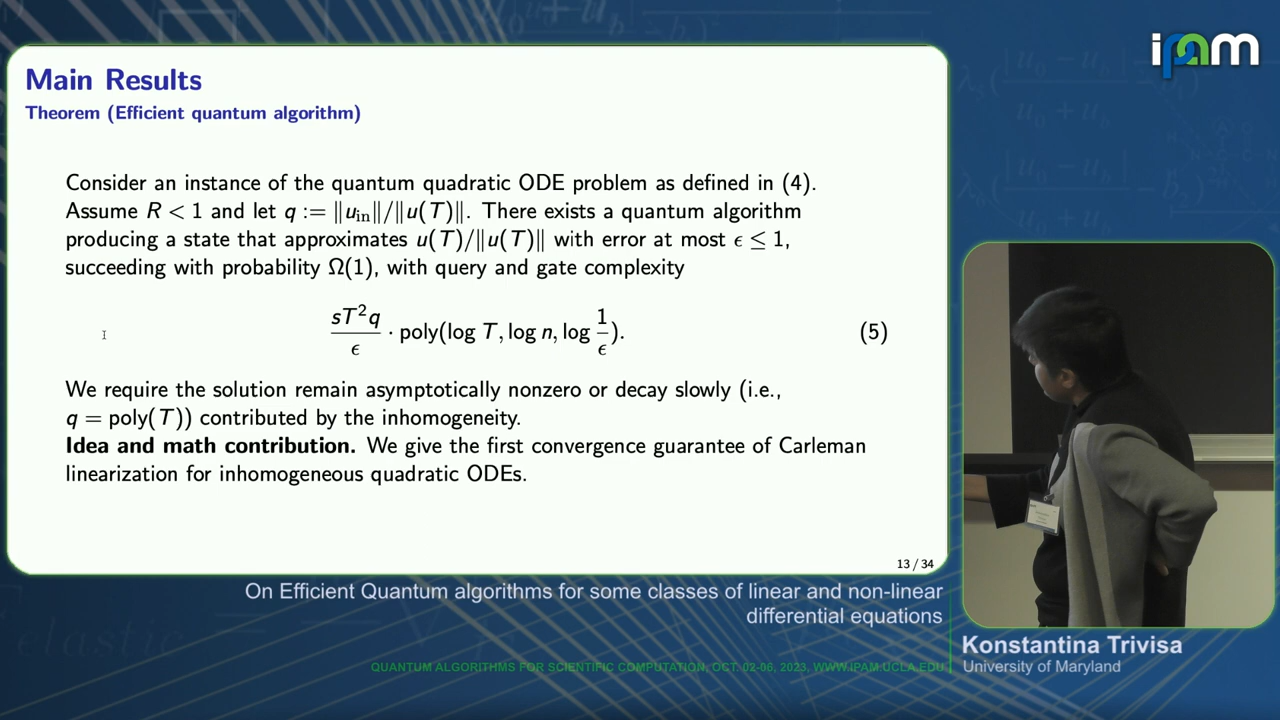 ipam
Main Results
Theorem (Efficient quantum algorithm)
Consider an instance of the quantum quadratic ODE problem as defined in (4).
Assume R < 1 and let q := ‖u_in‖/‖u(T)‖. There exists a quantum algorithm
producing a state that approximates u(T)/‖u(T)‖ with error at most ϵ ≤ 1,
succeeding with probability Ω(1), with query and gate complexity
sT²q/ϵ · poly(log T, log n, log 1/ϵ). (5)
We require the solution remain asymptotically nonzero or decay slowly (i.e.,
q = poly(T)) contributed by the inhomogeneity.
Idea and math contribution. We give the first convergence guarantee of Carleman
linearization for inhomogeneous quadratic ODEs.
13 / 34
On Efficient Quantum algorithms for some classes of linear and non-linear
differential equations
QUANTUM ALGORITHMS FOR SCIENTIFIC COMPUTATION, OCT. 02-06, 2023, WWW.IPAM.UCLA.EDU
Konstantina Trivisa
University of Maryland